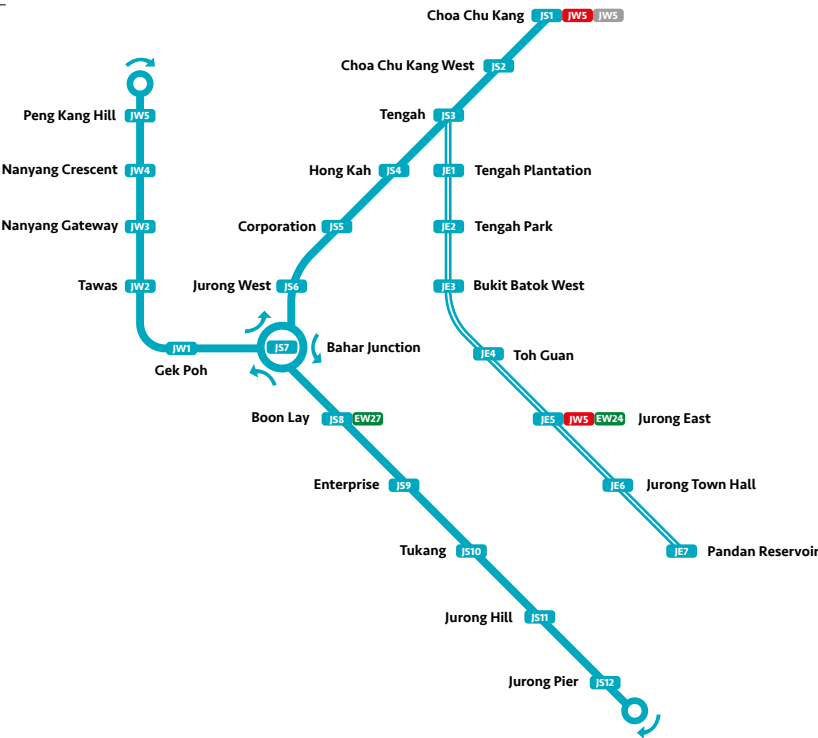 Choa Chu Kang JS1 JW5 JW5
Choa Chu Kang West JS2
Peng Kang Hill JW5
Tengah JS3
Nanyang Crescent JW4
Hong Kah JS4
JE1 Tengah Plantation
Nanyang Gateway JW3
Corporation JS5
JE2 Tengah Park
Tawas JW2
Jurong West JS6
JE3 Bukit Batok West
JW1
Gek Poh
JS7 Bahar Junction
JE4 Toh Guan
Boon Lay JS8 EW27
JE5 JW5 EW24 Jurong East
Enterprise JS9
JE6 Jurong Town Hall
Tukang JS10
JE7 Pandan Reservoir
Jurong Hill JS11
Jurong Pier JS12